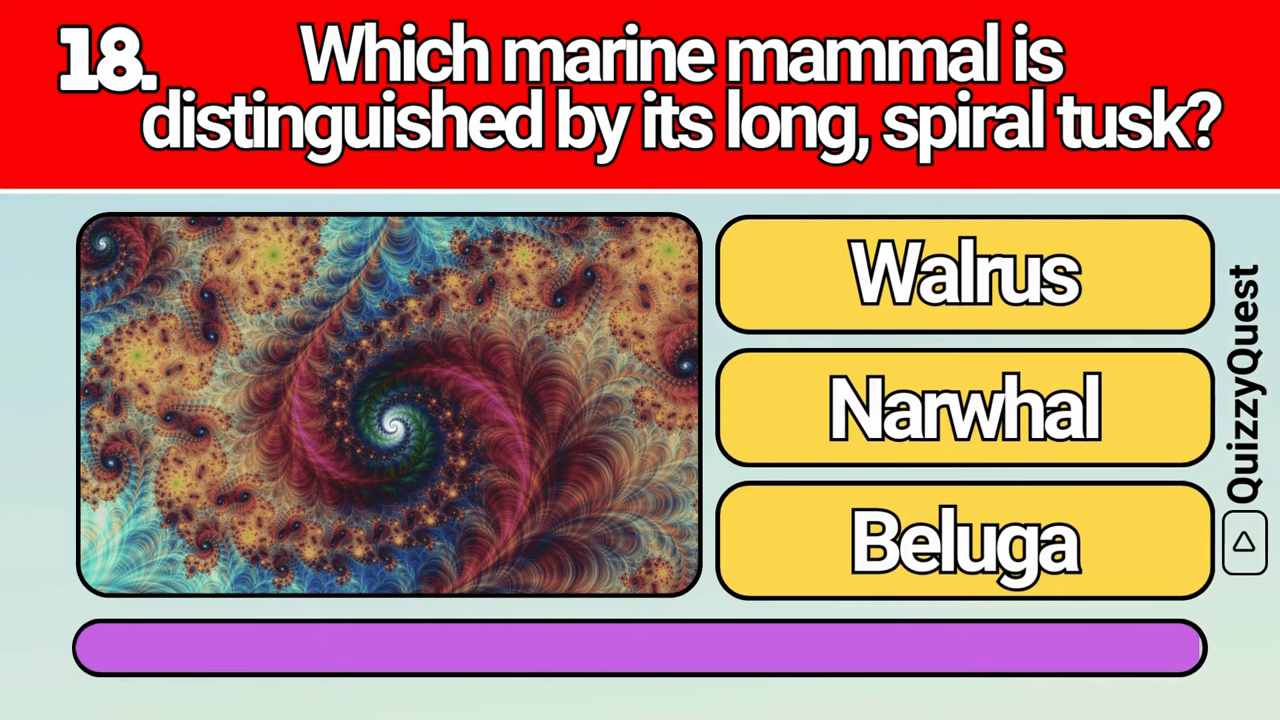 18. Which marine mammal is
distinguished by its long, spiral tusk?
Walrus
Narwhal
Beluga
QuizzyQuest